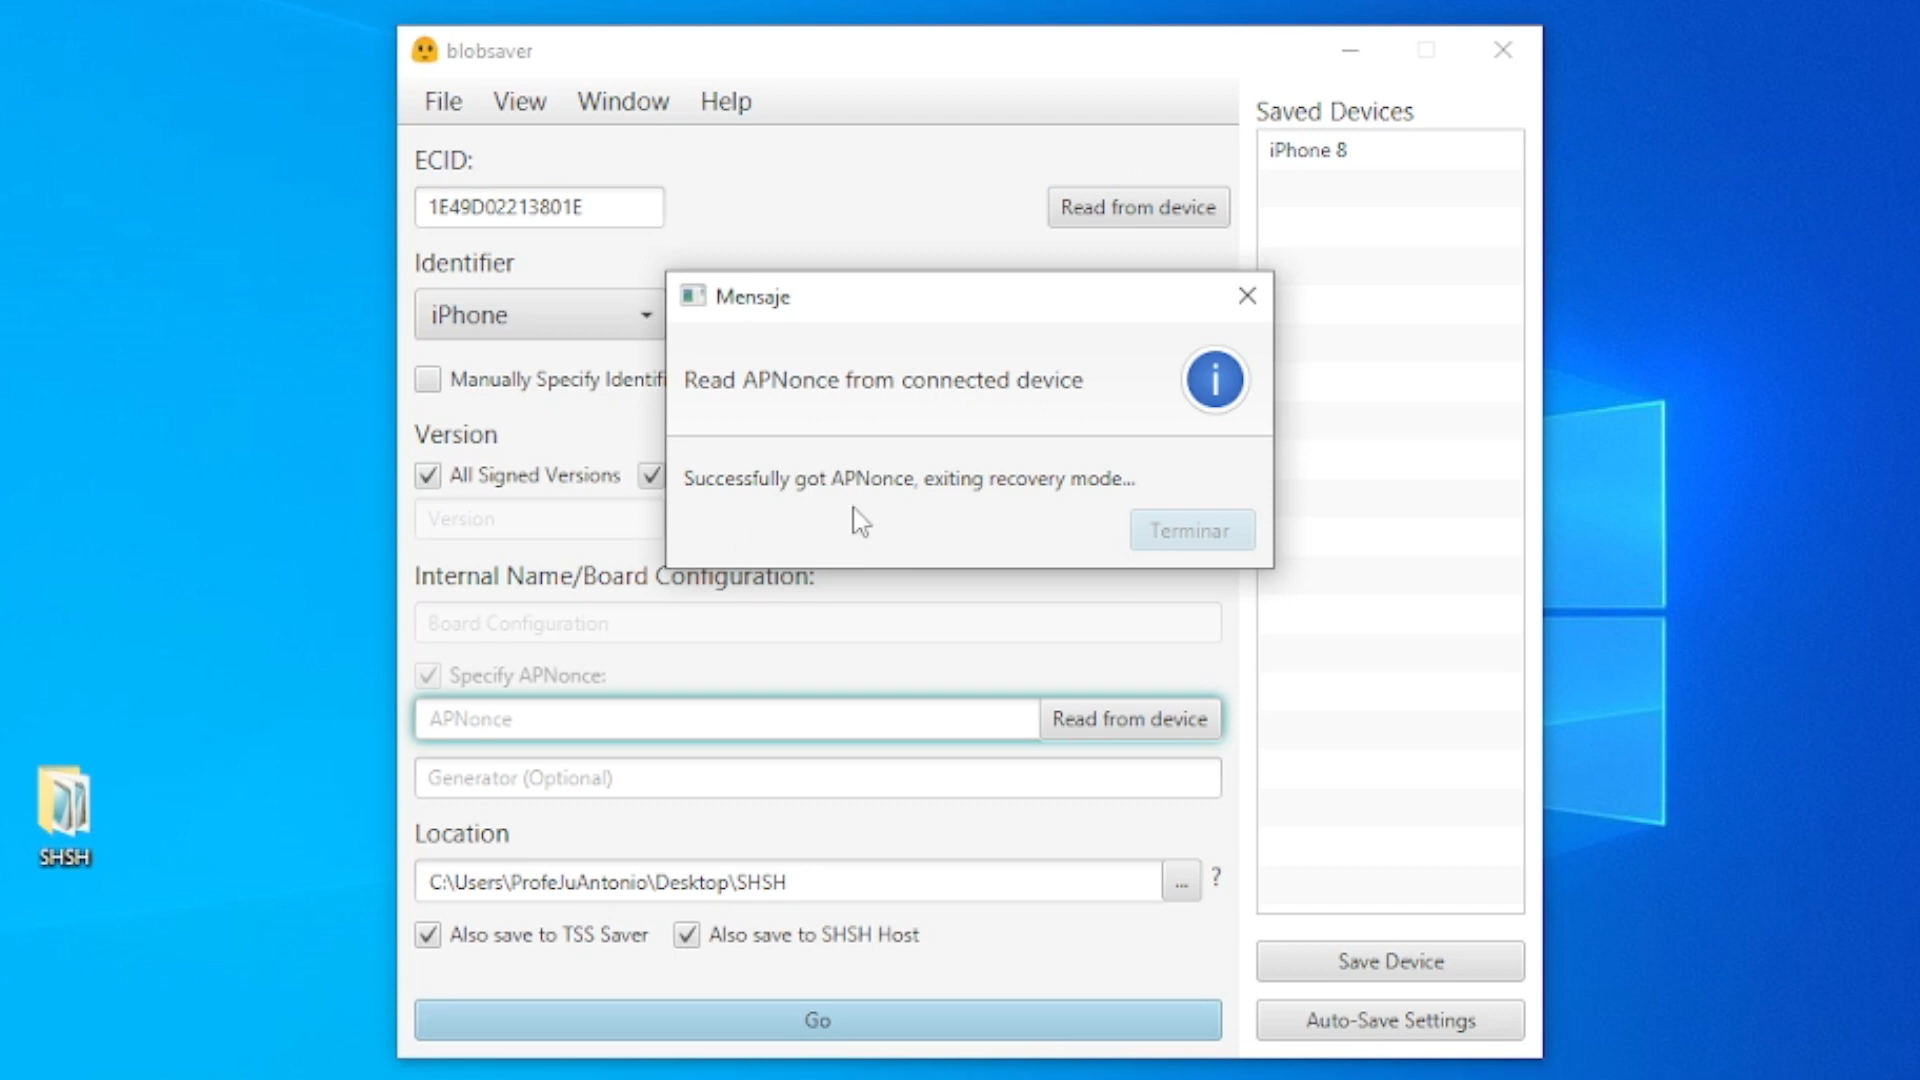 blobsaver
File View Window Help
Saved Devices
iPhone 8
ECID:
1E49D02213801E
Read from device
Identifier
iPhone
Manually Specify Identifi
Mensaje
Read APNonce from connected device
Successfully got APNonce, exiting recovery mode...
Terminar
Version
All Signed Versions
Version
Internal Name/Board Configuration:
Board Configuration
Specify APNonce:
APNonce
Read from device
Generator (Optional)
Location
C:\Users\ProfeJuAntonio\Desktop\SHSH
... ?
Also save to TSS Saver Also save to SHSH Host
Go
Save Device
Auto-Save Settings
SHSH